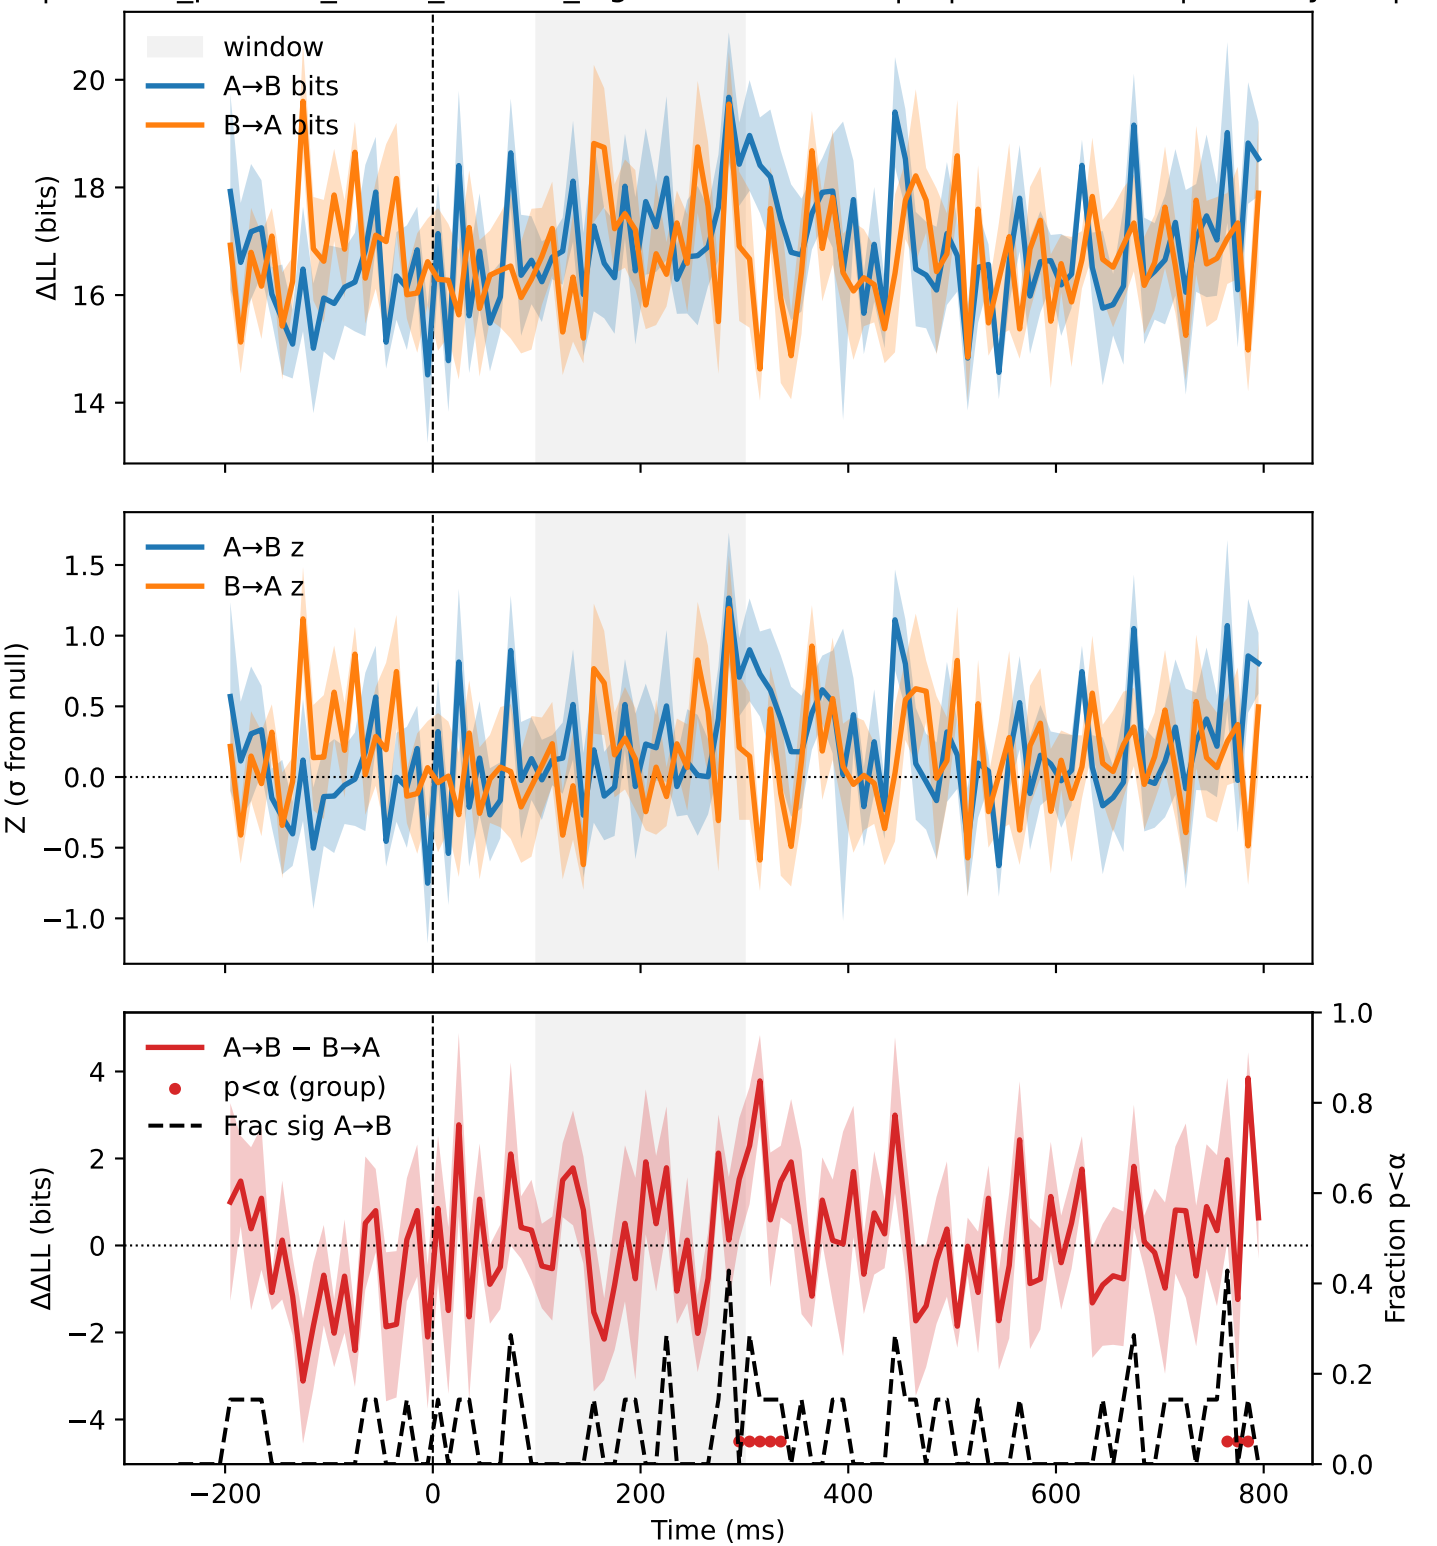 window
A→B bits
B→A bits
20
18
16
14
ΔLL (bits)
A→B z
B→A z
1.5
1.0
0.5
0.0
−0.5
−1.0
Z (σ from null)
A→B − B→A
p<α (group)
Frac sig A→B
4
2
0
−2
−4
ΔΔLL (bits)
1.0
0.8
0.6
0.4
0.2
0.0
Fraction p<α
−200
0
200
400
600
800
Time (ms)